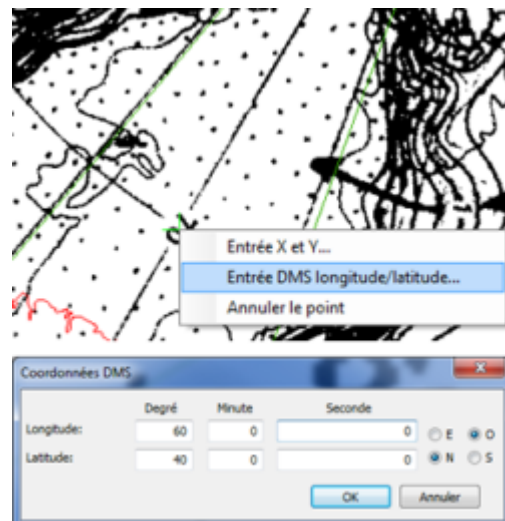 Entrée X et Y...
Entrée DMS longitude/latitude...
Annuler le point
Coordonnées DMS
Degré Minute Seconde
Longitude: 60 0 0 E O
Latitude: 40 0 0 N S
OK Annuler